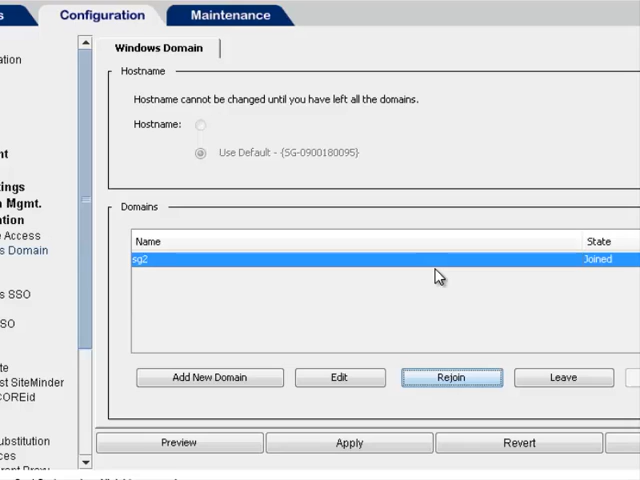 s
Configuration
Maintenance
ation
nt
tings
n Mgmt.
tion
e Access
s Domain
s SSO
SO
te
st SiteMinder
COREid
ubstitution
ces
Windows Domain
Hostname
Hostname cannot be changed until you have left all the domains.
Hostname:
Use Default - {SG-0900180095}
Domains
Name State
sg2 Joined
Add New Domain Edit Rejoin Leave
Preview Apply Revert